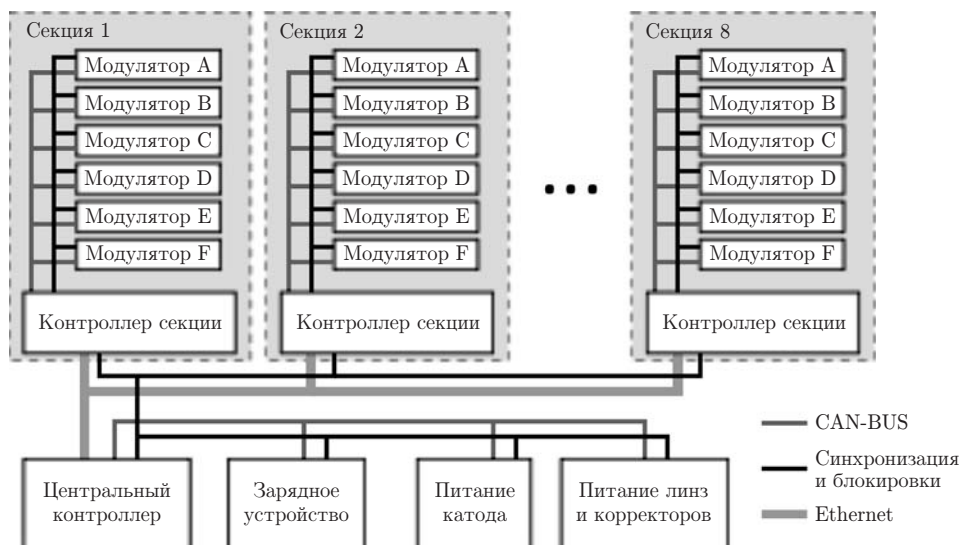 Секция 1
Модулятор A
Модулятор B
Модулятор C
Модулятор D
Модулятор E
Модулятор F
Контроллер секции
Секция 2
Модулятор A
Модулятор B
Модулятор C
Модулятор D
Модулятор E
Модулятор F
Контроллер секции
Секция 8
Модулятор A
Модулятор B
Модулятор C
Модулятор D
Модулятор E
Модулятор F
Контроллер секции
Центральный
контроллер
Зарядное
устройство
Питание
катода
Питание линз
и корректоров
CAN-BUS
Синхронизация
и блокировки
Ethernet